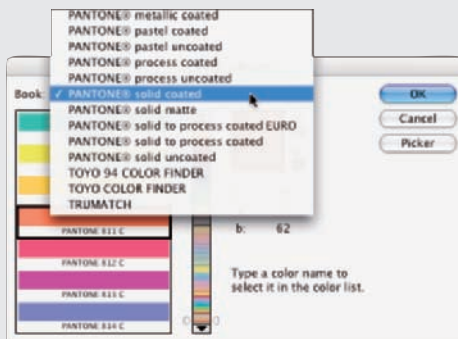 PANTONE® metallic coated
PANTONE® pastel coated
PANTONE® pastel uncoated
PANTONE® process coated
PANTONE® process uncoated
Book: ✓ PANTONE® solid coated
PANTONE® solid matte
PANTONE® solid to process coated EURO
PANTONE® solid to process coated
PANTONE® solid uncoated
TOYO 94 COLOR FINDER
TOYO COLOR FINDER
TRUMATCH
OK
Cancel
Picker
PANTONE 811 C
PANTONE 812 C
PANTONE 813 C
PANTONE 814 C
b: 62
Type a color name to
select it in the color list.